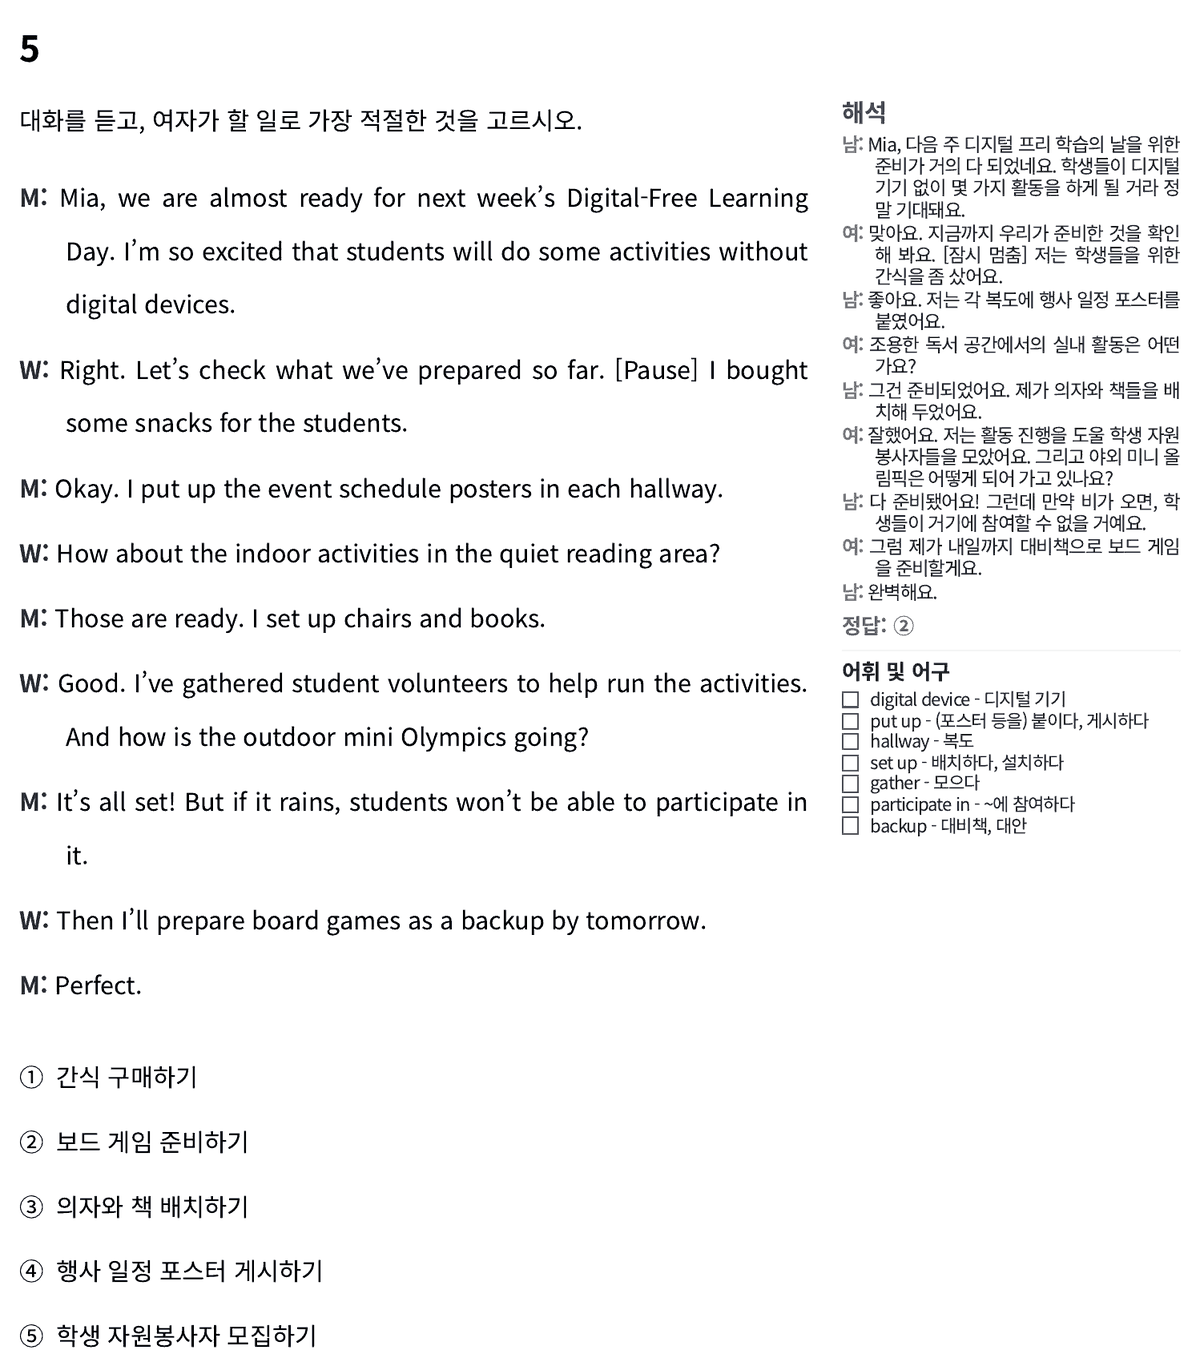 5
대화를 듣고, 여자가 할 일로 가장 적절한 것을 고르시오.
M: Mia, we are almost ready for next week’s Digital-Free Learning
Day. I’m so excited that students will do some activities without
digital devices.
W: Right. Let’s check what we’ve prepared so far. [Pause] I bought
some snacks for the students.
M: Okay. I put up the event schedule posters in each hallway.
W: How about the indoor activities in the quiet reading area?
M: Those are ready. I set up chairs and books.
W: Good. I’ve gathered student volunteers to help run the activities.
And how is the outdoor mini Olympics going?
M: It’s all set! But if it rains, students won’t be able to participate in
it.
W: Then I’ll prepare board games as a backup by tomorrow.
M: Perfect.
① 간식 구매하기
② 보드 게임 준비하기
③ 의자와 책 배치하기
④ 행사 일정 포스터 게시하기
⑤ 학생 자원봉사자 모집하기
해석
남: Mia, 다음 주 디지털 프리 학습의 날을 위한
준비가 거의 다 되었네요. 학생들이 디지털
기기 없이 몇 가지 활동을 하게 될 거라 정
말 기대돼요.
여: 맞아요. 지금까지 우리가 준비한 것을 확인
해 봐요. [잠시 멈춤] 저는 학생들을 위한
간식을 좀 샀어요.
남: 좋아요. 저는 각 복도에 행사 일정 포스터를
붙였어요.
여: 조용한 독서 공간에서의 실내 활동은 어떤
가요?
남: 그건 준비되었어요. 제가 의자와 책들을 배
치해 두었어요.
여: 잘했어요. 저는 활동 진행을 도울 학생 자원
봉사자들을 모았어요. 그리고 야외 미니 올
림픽은 어떻게 되어 가고 있나요?
남: 다 준비됐어요! 그런데 만약 비가 오면, 학
생들이 거기에 참여할 수 없을 거예요.
여: 그럼 제가 내일까지 대비책으로 보드 게임
을 준비할게요.
남: 완벽해요.
정답: ②
어휘 및 어구
□ digital device - 디지털 기기
□ put up - (포스터 등을) 붙이다, 게시하다
□ hallway - 복도
□ set up - 배치하다, 설치하다
□ gather - 모으다
□ participate in - ~에 참여하다
□ backup - 대비책, 대안